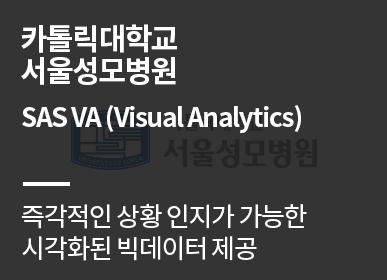 카톨릭대학교
서울성모병원
SAS VA (Visual Analytics)
서울성모병원
즉각적인 상황 인지가 가능한
시각화된 빅데이터 제공